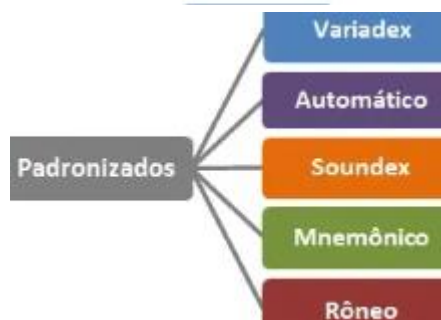 Variadex
Automático
Padronizados
Soundex
Mnemônico
Rôneo